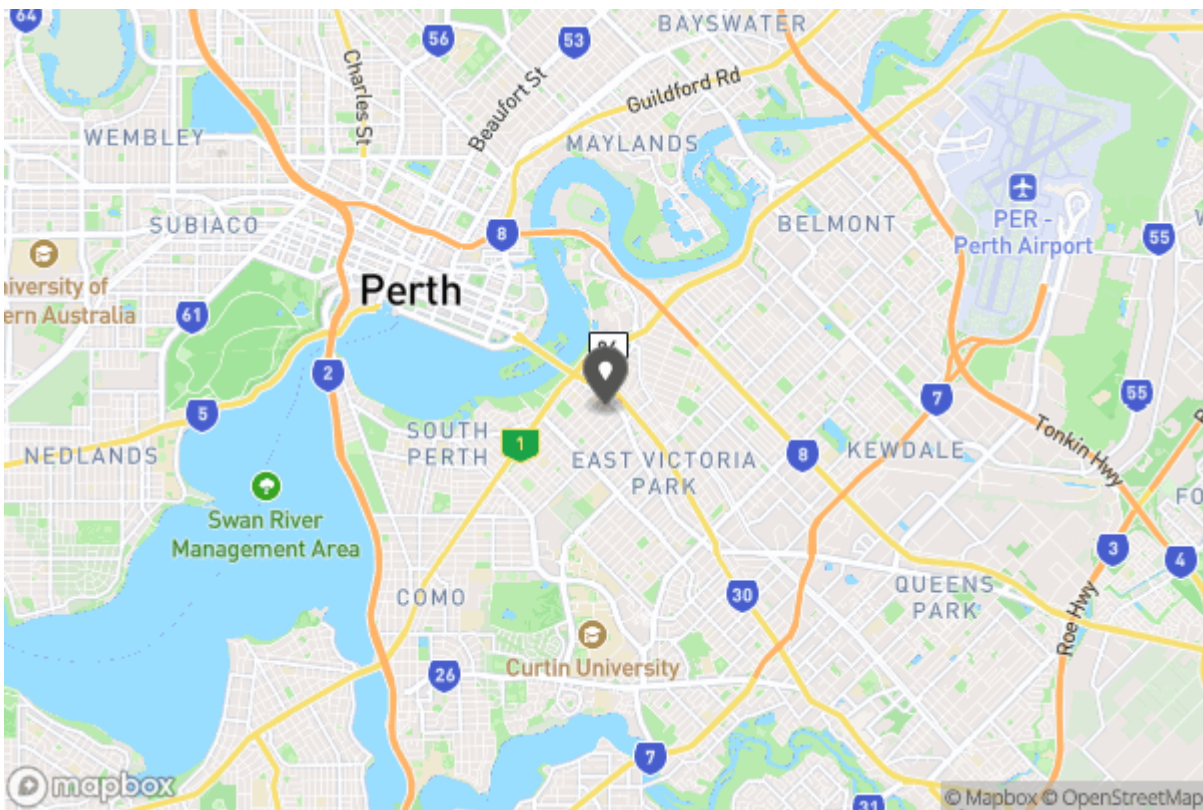 64
BAYSWATER
56
53
Charles St
Beaufort St
Guildford Rd
WEMBLEY
MAYLANDS
SUBIACO
BELMONT
PER -
Perth Airport
55
8
Perth
niversity of
ern Australia
61
2
5
7
55
SOUTH
PERTH
1
NEDLANDS
EAST VICTORIA
PARK
8
KEWDALE
Tonkin Hwy
Swan River
Management Area
FO
3
4
COMO
30
QUEENS
PARK
Roe Hwy
Curtin University
26
7
31
mapbox
© Mapbox © OpenStreetMap